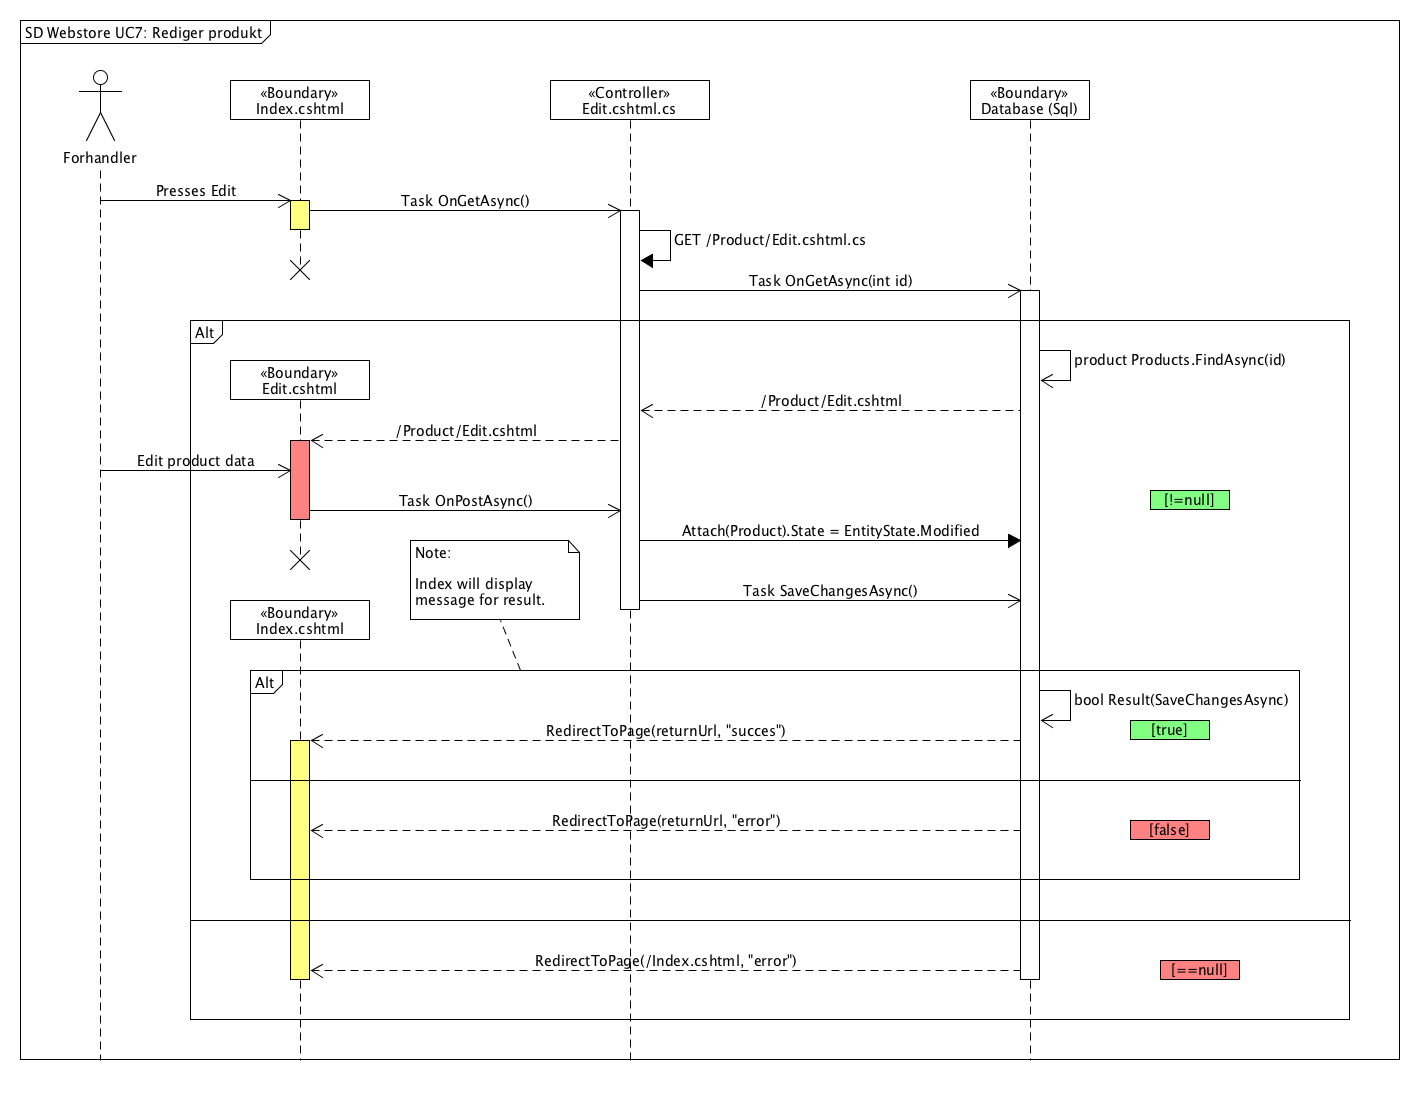 SD Webstore UC7: Rediger produkt
«Boundary»
Index.cshtml
«Controller»
Edit.cshtml.cs
«Boundary»
Database (Sql)
Forhandler
Presses Edit
Task OnGetAsync()
GET /Product/Edit.cshtml.cs
Task OnGetAsync(int id)
Alt
product Products.FindAsync(id)
«Boundary»
Edit.cshtml
/Product/Edit.cshtml
/Product/Edit.cshtml
Edit product data
[!=null]
Task OnPostAsync()
Attach(Product).State = EntityState.Modified
Note:
Index will display
message for result.
Task SaveChangesAsync()
«Boundary»
Index.cshtml
Alt
bool Result(SaveChangesAsync)
RedirectToPage(returnUrl, "succes")
[true]
RedirectToPage(returnUrl, "error")
[false]
RedirectToPage(/Index.cshtml, "error")
[==null]